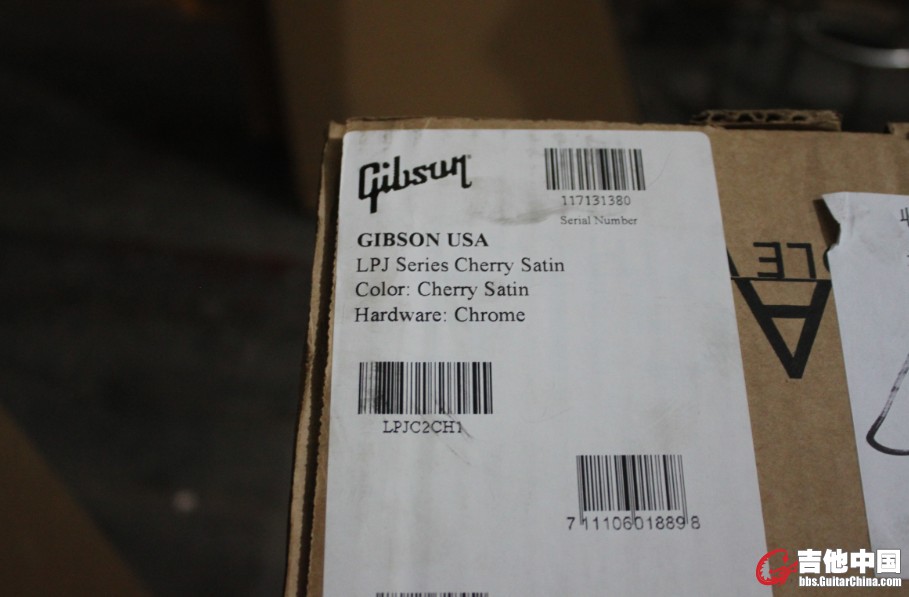 Gibson
117131380
Serial Number
GIBSON USA
LPJ Series Cherry Satin
Color: Cherry Satin
Hardware: Chrome
LPJC2CH1
7 11106 01889 8
A
吉他中国
bbs.GuitarChina.com